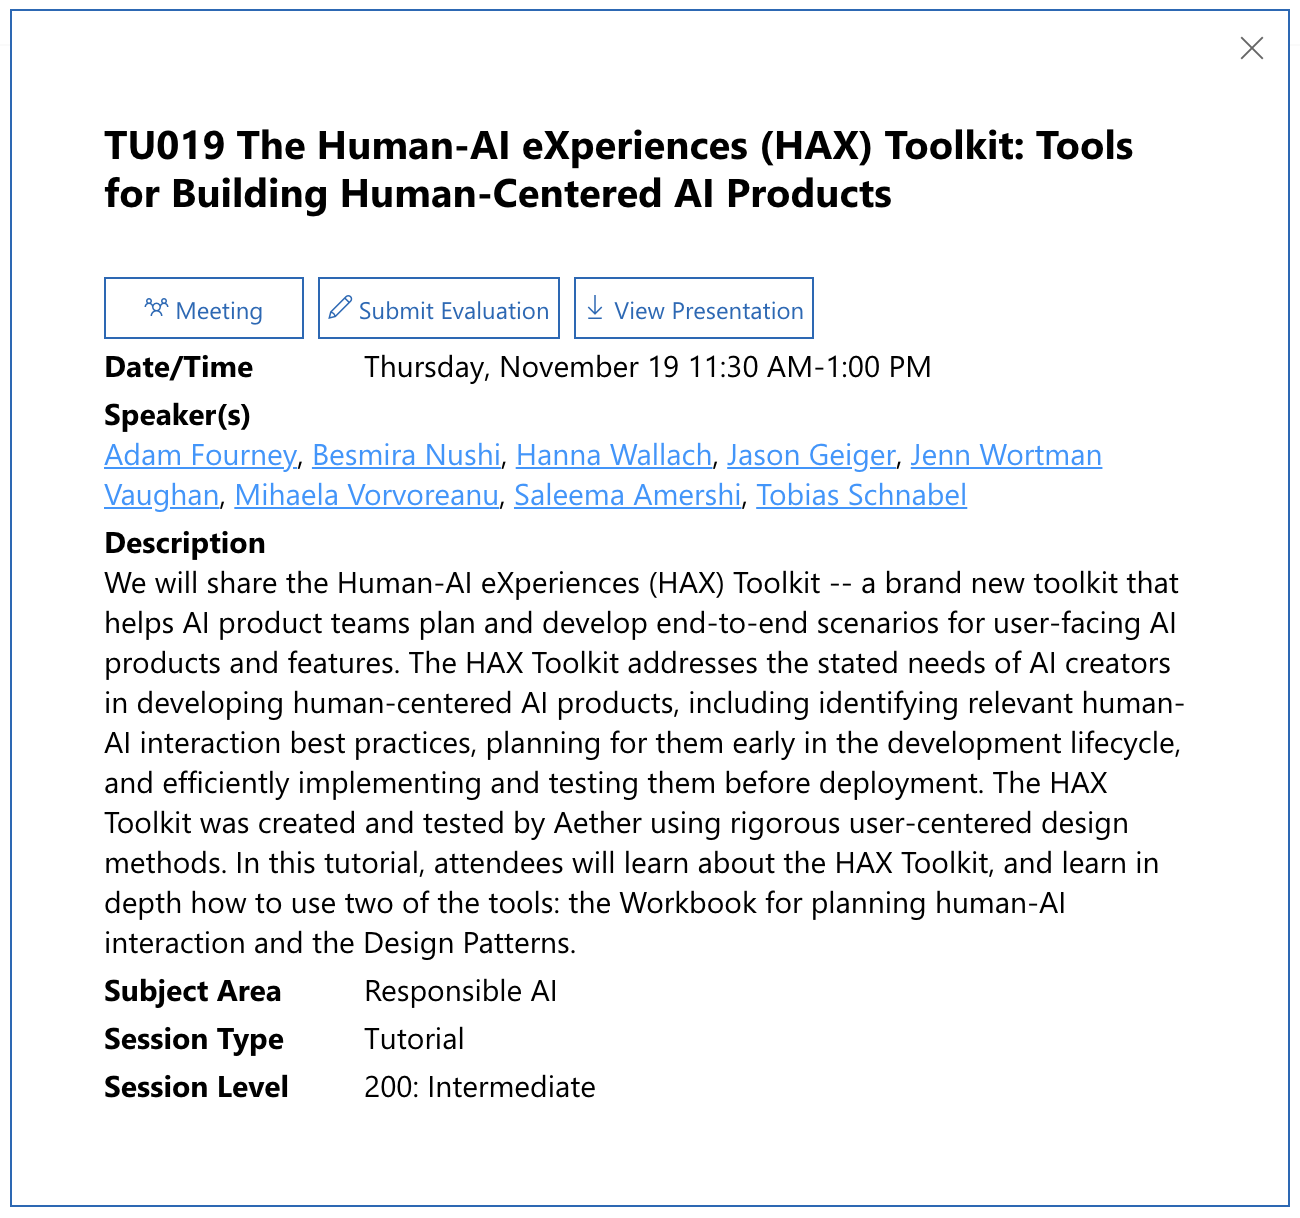 TU019 The Human-AI eXperiences (HAX) Toolkit: Tools
for Building Human-Centered AI Products
Meeting Submit Evaluation View Presentation
Date/Time Thursday, November 19 11:30 AM-1:00 PM
Speaker(s)
Adam Fourney, Besmira Nushi, Hanna Wallach, Jason Geiger, Jenn Wortman
Vaughan, Mihaela Vorvoreanu, Saleema Amershi, Tobias Schnabel
Description
We will share the Human-AI eXperiences (HAX) Toolkit -- a brand new toolkit that
helps AI product teams plan and develop end-to-end scenarios for user-facing AI
products and features. The HAX Toolkit addresses the stated needs of AI creators
in developing human-centered AI products, including identifying relevant human-
AI interaction best practices, planning for them early in the development lifecycle,
and efficiently implementing and testing them before deployment. The HAX
Toolkit was created and tested by Aether using rigorous user-centered design
methods. In this tutorial, attendees will learn about the HAX Toolkit, and learn in
depth how to use two of the tools: the Workbook for planning human-AI
interaction and the Design Patterns.
Subject Area Responsible AI
Session Type Tutorial
Session Level 200: Intermediate